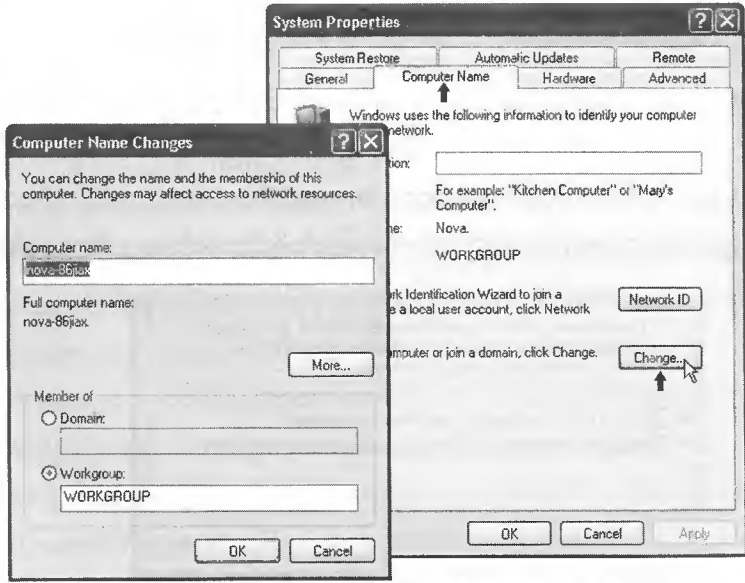 System Properties
System Restore
Automatic Updates
Remote
General
Computer Name
Hardware
Advanced
Windows uses the following information to identify your computer
network.
For example: "Kitchen Computer" or "Mary's
Computer".
Nova.
WORKGROUP
Identification Wizard to join a
a local user account, click Network
Network ID
computer or join a domain, click Change.
Change...
OK
Cancel
Apply
Computer Name Changes
You can change the name and the membership of this
computer. Changes may affect access to network resources.
Computer name:
nova-86jiax
Full computer name:
nova-86jiax.
More...
Member of
Domain:
Workgroup:
WORKGROUP
OK
Cancel